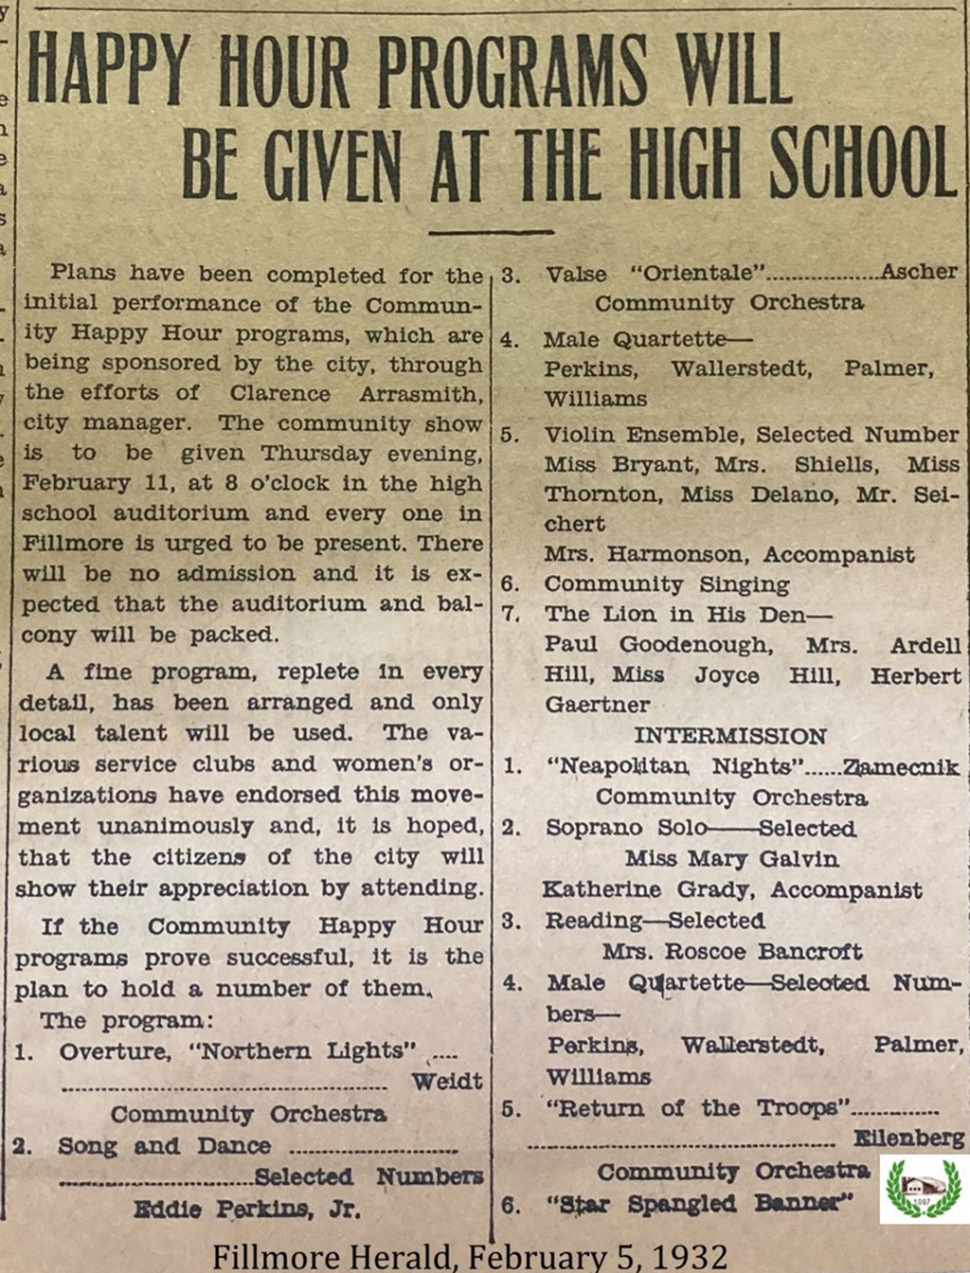 HAPPY HOUR PROGRAMS WILL
BE GIVEN AT THE HIGH SCHOOL
Plans have been completed for the
initial performance of the Commun-
ity Happy Hour programs, which are
being sponsored by the city, through
the efforts of Clarence Arrasmith,
city manager. The community show
is to be given Thursday evening,
February 11, at 8 o'clock in the high
school auditorium and every one in
Fillmore is urged to be present. There
will be no admission and it is ex-
pected that the auditorium and bal-
cony will be packed.
A fine program, replete in every
detail, has been arranged and only
local talent will be used. The va-
rious service clubs and women's or-
ganizations have endorsed this move-
ment unanimously and, it is hoped,
that the citizens of the city will
show their appreciation by attending.
If the Community Happy Hour
programs prove successful, it is the
plan to hold a number of them.
The program:
1. Overture, "Northern Lights" ....
.................................................. Weidt
Community Orchestra
2. Song and Dance ..........................
..............................Selected Numbers
Eddie Perkins, Jr.
3. Valse "Orientale".................Ascher
Community Orchestra
4. Male Quartette—
Perkins, Wallerstedt, Palmer,
Williams
5. Violin Ensemble, Selected Number
Miss Bryant, Mrs. Shiells, Miss
Thornton, Miss Delano, Mr. Sei-
chert
Mrs. Harmonson, Accompanist
6. Community Singing
7. The Lion in His Den—
Paul Goodenough, Mrs. Ardell
Hill, Miss Joyce Hill, Herbert
Gaertner
INTERMISSION
1. "Neapolitan Nights"......Zamecnik
Community Orchestra
2. Soprano Solo——Selected
Miss Mary Galvin
Katherine Grady, Accompanist
3. Reading—Selected
Mrs. Roscoe Bancroft
4. Male Quartette—Selected Num-
bers—
Perkins, Wallerstedt, Palmer,
Williams
5. "Return of the Troops".............
.............................................. Eilenberg
Community Orchestra
6. "Star Spangled Banner"
1887
Fillmore Herald, February 5, 1932